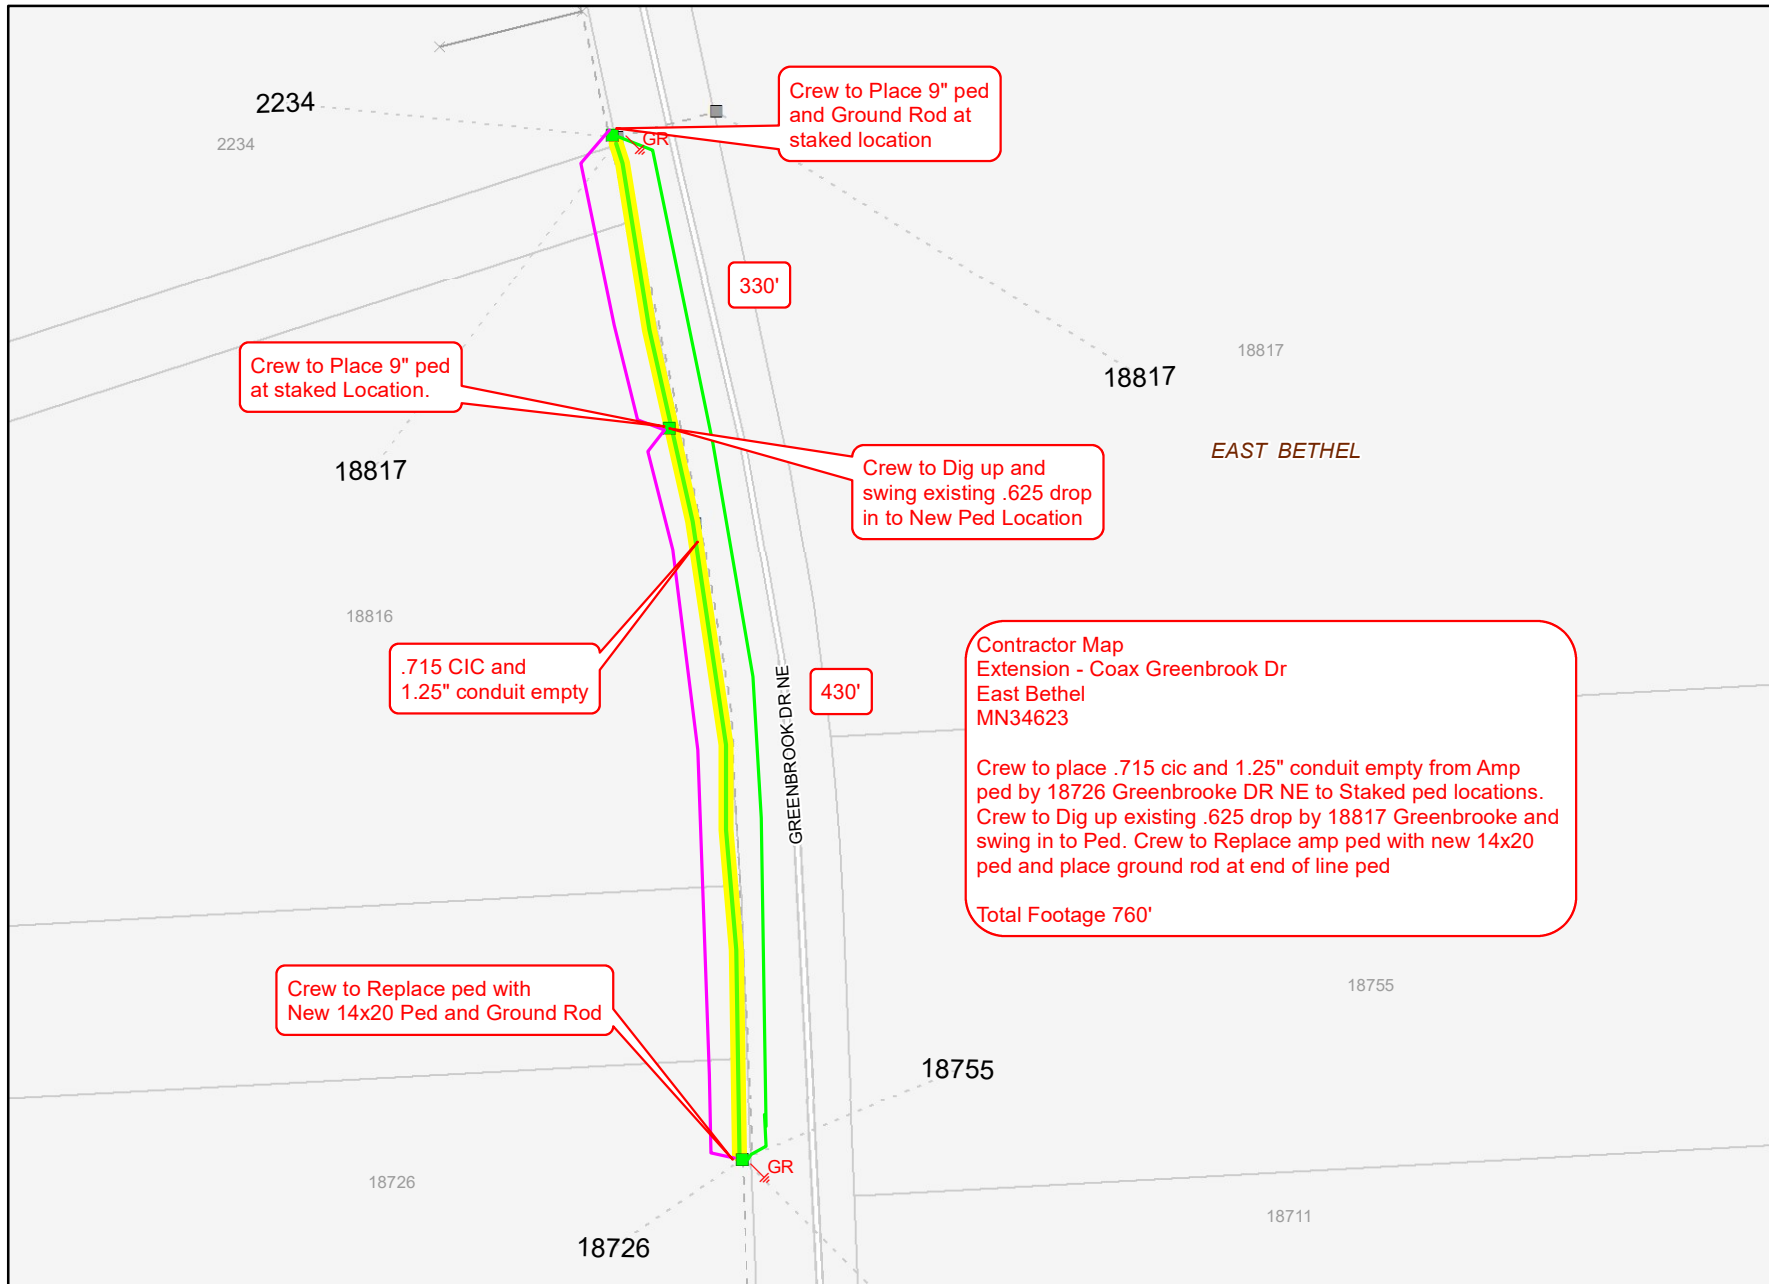 2234
2234
Crew to Place 9" ped
and Ground Rod at
staked location
GR
330'
Crew to Place 9" ped
at staked Location.
18817
18817
18817
EAST BETHEL
Crew to Dig up and
swing existing .625 drop
in to New Ped Location
18816
.715 CIC and
1.25" conduit empty
430'
GREENBROOK DR NE
Contractor Map
Extension - Coax Greenbrook Dr
East Bethel
MN34623
Crew to place .715 cic and 1.25" conduit empty from Amp
ped by 18726 Greenbrooke DR NE to Staked ped locations.
Crew to Dig up existing .625 drop by 18817 Greenbrooke and
swing in to Ped. Crew to Replace amp ped with new 14x20
ped and place ground rod at end of line ped
Total Footage 760'
Crew to Replace ped with
New 14x20 Ped and Ground Rod
18755
18755
GR
18726
18726
18711